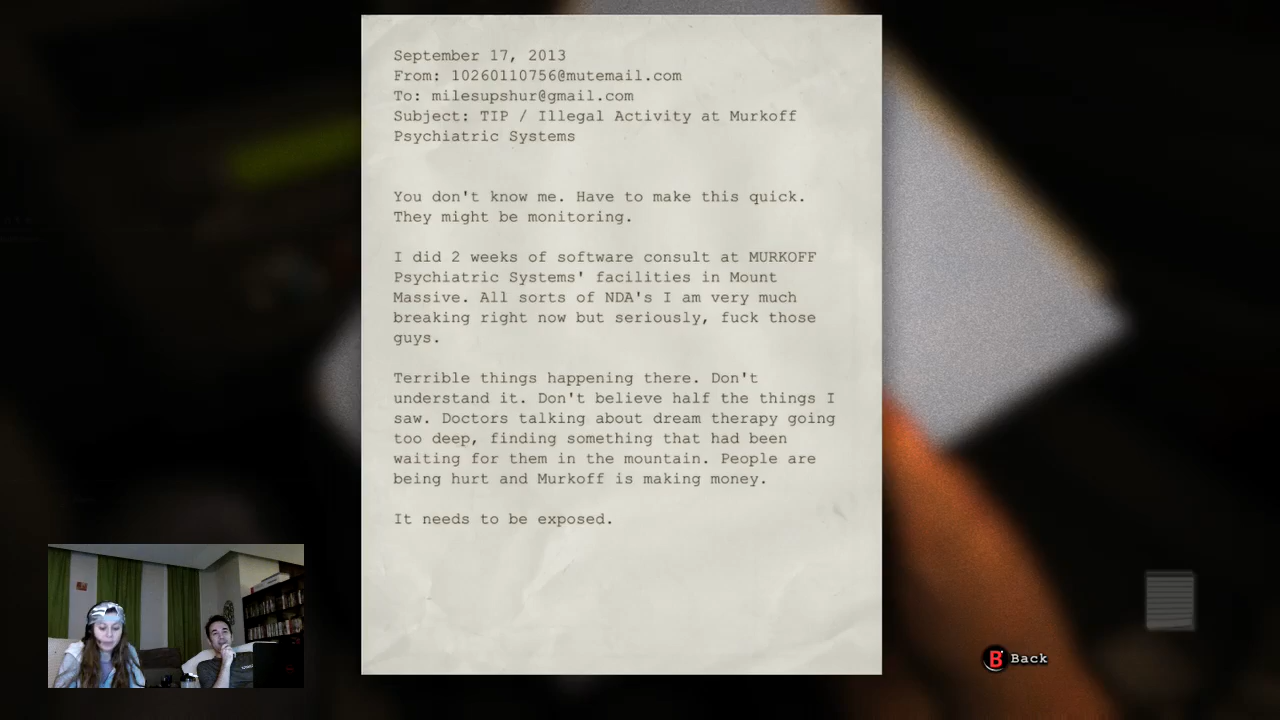 September 17, 2013
From: 10260110756@mutemail.com
To: milesupshur@gmail.com
Subject: TIP / Illegal Activity at Murkoff
Psychiatric Systems
You don't know me. Have to make this quick.
They might be monitoring.
I did 2 weeks of software consult at MURKOFF
Psychiatric Systems' facilities in Mount
Massive. All sorts of NDA's I am very much
breaking right now but seriously, fuck those
guys.
Terrible things happening there. Don't
understand it. Don't believe half the things I
saw. Doctors talking about dream therapy going
too deep, finding something that had been
waiting for them in the mountain. People are
being hurt and Murkoff is making money.
It needs to be exposed.
B Back